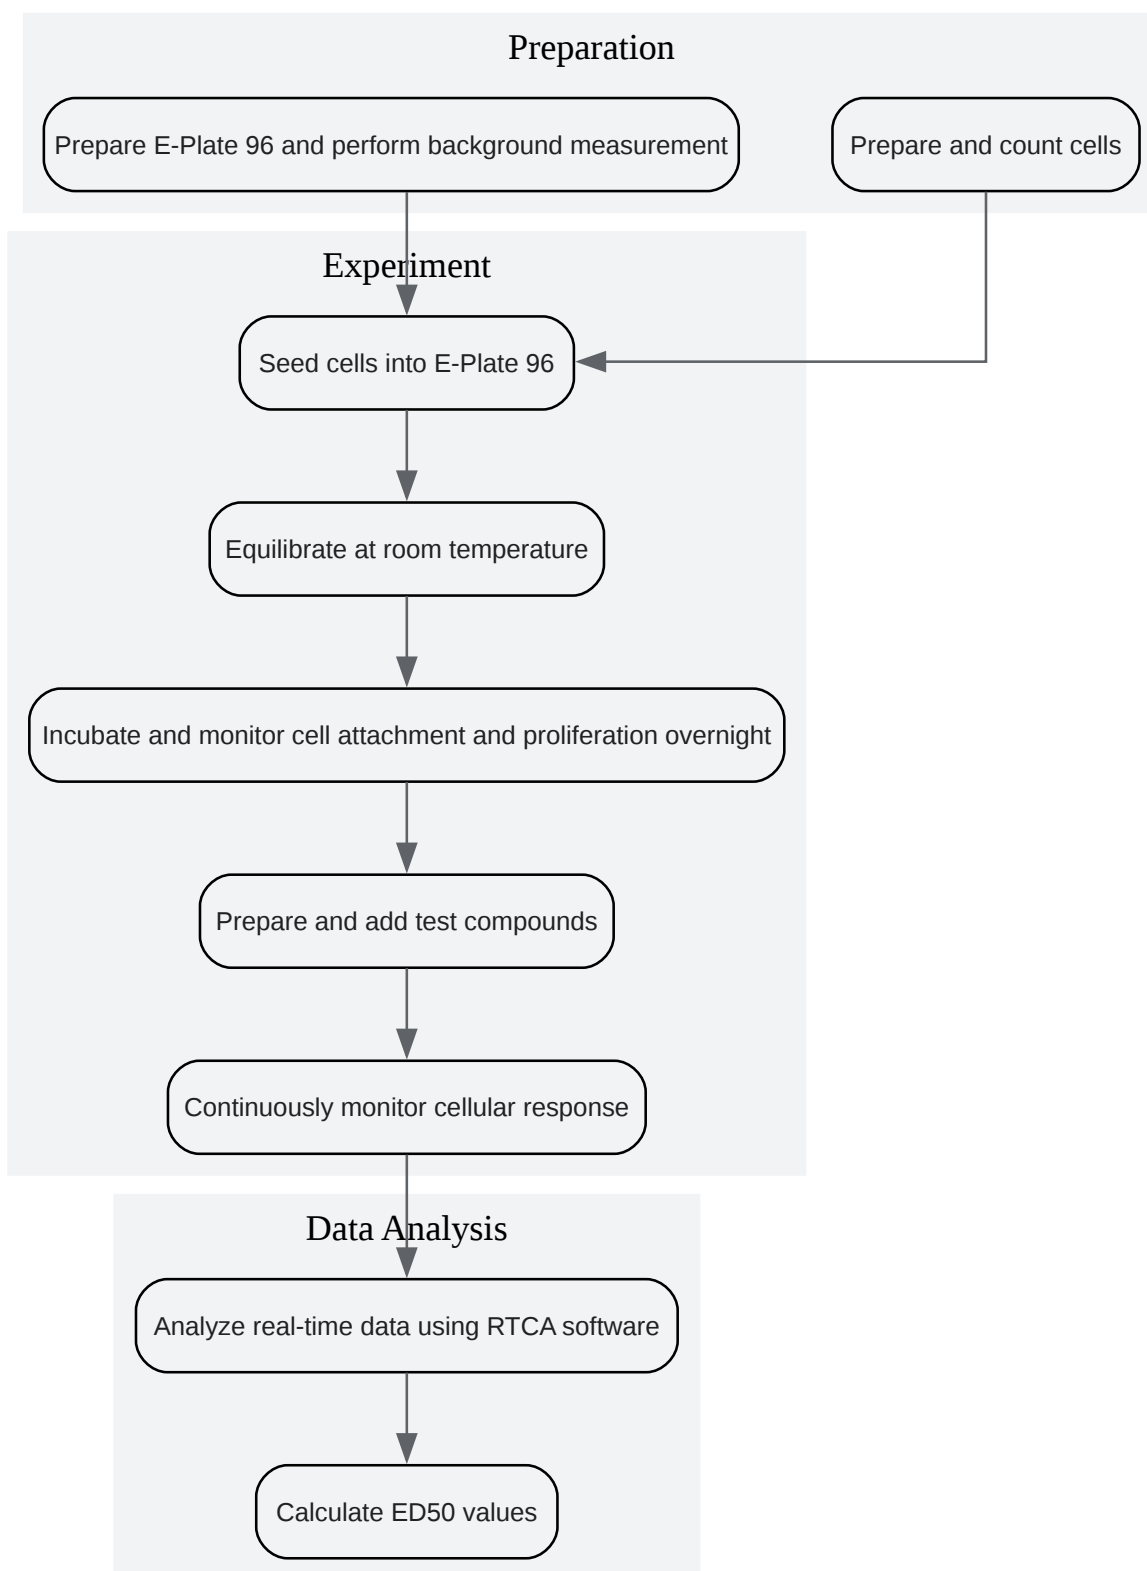 Preparation
Prepare E-Plate 96 and perform background measurement
Prepare and count cells
Experiment
Seed cells into E-Plate 96
Equilibrate at room temperature
Incubate and monitor cell attachment and proliferation overnight
Prepare and add test compounds
Continuously monitor cellular response
Data Analysis
Analyze real-time data using RTCA software
Calculate ED50 values